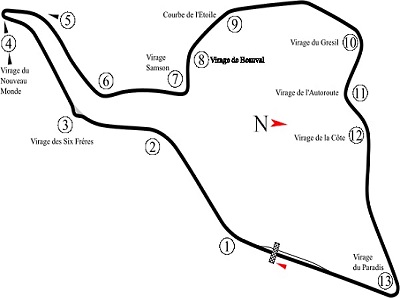 5
Courbe de l'Etoile
9
4
Virage
Samson
8
Virage de Bourval
Virage du Gresil
10
Virage du
Nouveau
Monde
6
7
Virage de l'Autoroute
11
3
N
Virage des Six Fréres
2
Virage de la Côte
12
1
Virage
du Paradis
13